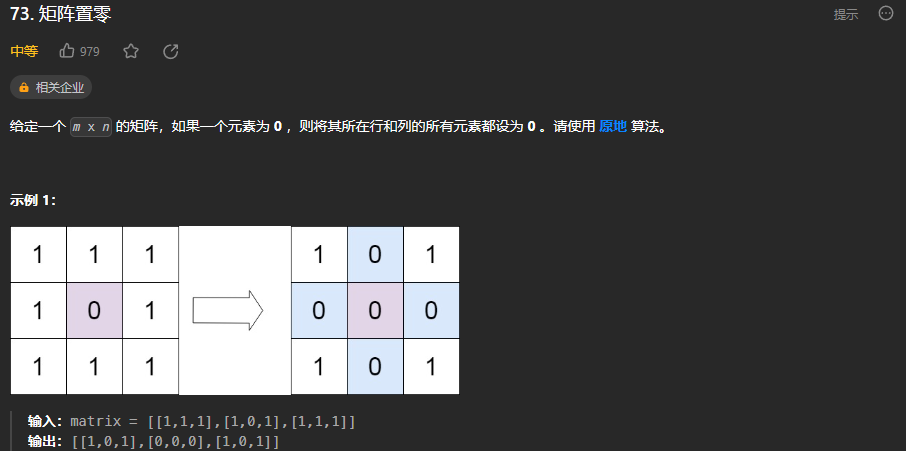 73. 矩阵置零
提示
中等 979
相关企业
给定一个 m x n 的矩阵，如果一个元素为 0 ，则将其所在行和列的所有元素都设为 0 。请使用 原地 算法。
示例 1：
1 1 1 1 0 1
1 0 1 0 0 0
1 1 1 1 0 1
输入：matrix = [[1,1,1],[1,0,1],[1,1,1]]
输出：[[1,0,1],[0,0,0],[1,0,1]]